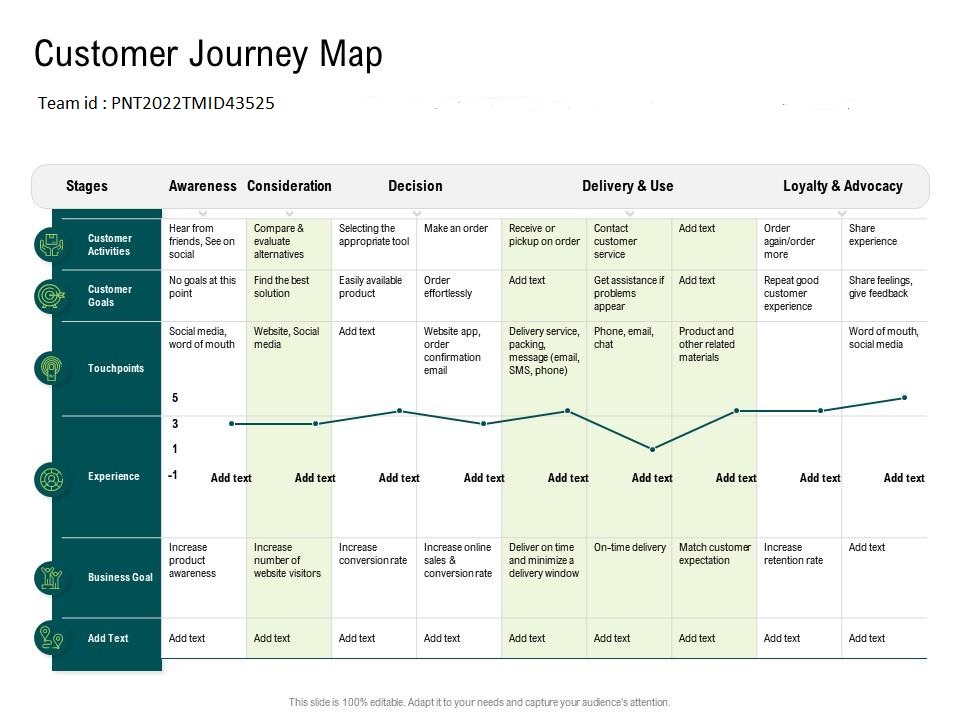 Customer Journey Map
Team id : PNT2022TMID43525
Stages
Awareness
Consideration
Decision
Delivery & Use
Loyalty & Advocacy
Customer
Activities
Hear from
friends, See on
social
Compare &
evaluate
alternatives
Selecting the
appropriate tool
Make an order
Receive or
pickup on order
Contact
customer
service
Add text
Order
again/order
more
Share
experience
Customer
Goals
No goals at this
point
Find the best
solution
Easily available
product
Order
effortlessly
Add text
Get assistance if
problems
appear
Add text
Repeat good
customer
experience
Share feelings,
give feedback
Touchpoints
Social media,
word of mouth
Website, Social
media
Add text
Website app,
order
confirmation
email
Delivery service,
packing,
message (email,
SMS, phone)
Phone, email,
chat
Product and
other related
materials
Word of mouth,
social media
Experience
5
3
1
-1
Add text
Add text
Add text
Add text
Add text
Add text
Add text
Add text
Add text
Business Goal
Increase
product
awareness
Increase
number of
website visitors
Increase
conversion rate
Increase online
sales &
conversion rate
Deliver on time
and minimize a
delivery window
On-time delivery
Match customer
expectation
Increase
retention rate
Add text
Add Text
Add text
Add text
Add text
Add text
Add text
Add text
Add text
Add text
Add text
This slide is 100% editable. Adapt it to your needs and capture your audience's attention.